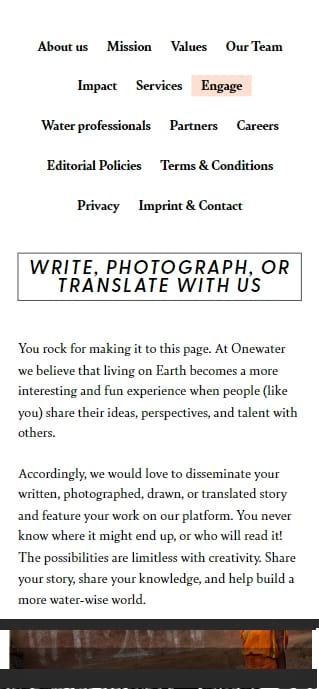 About us Mission Values Our Team
Impact Services Engage
Water professionals Partners Careers
Editorial Policies Terms & Conditions
Privacy Imprint & Contact
WRITE, PHOTOGRAPH, OR
TRANSLATE WITH US
You rock for making it to this page. At Onewater
we believe that living on Earth becomes a more
interesting and fun experience when people (like
you) share their ideas, perspectives, and talent with
others.
Accordingly, we would love to disseminate your
written, photographed, drawn, or translated story
and feature your work on our platform. You never
know where it might end up, or who will read it!
The possibilities are limitless with creativity. Share
your story, share your knowledge, and help build a
more water-wise world.